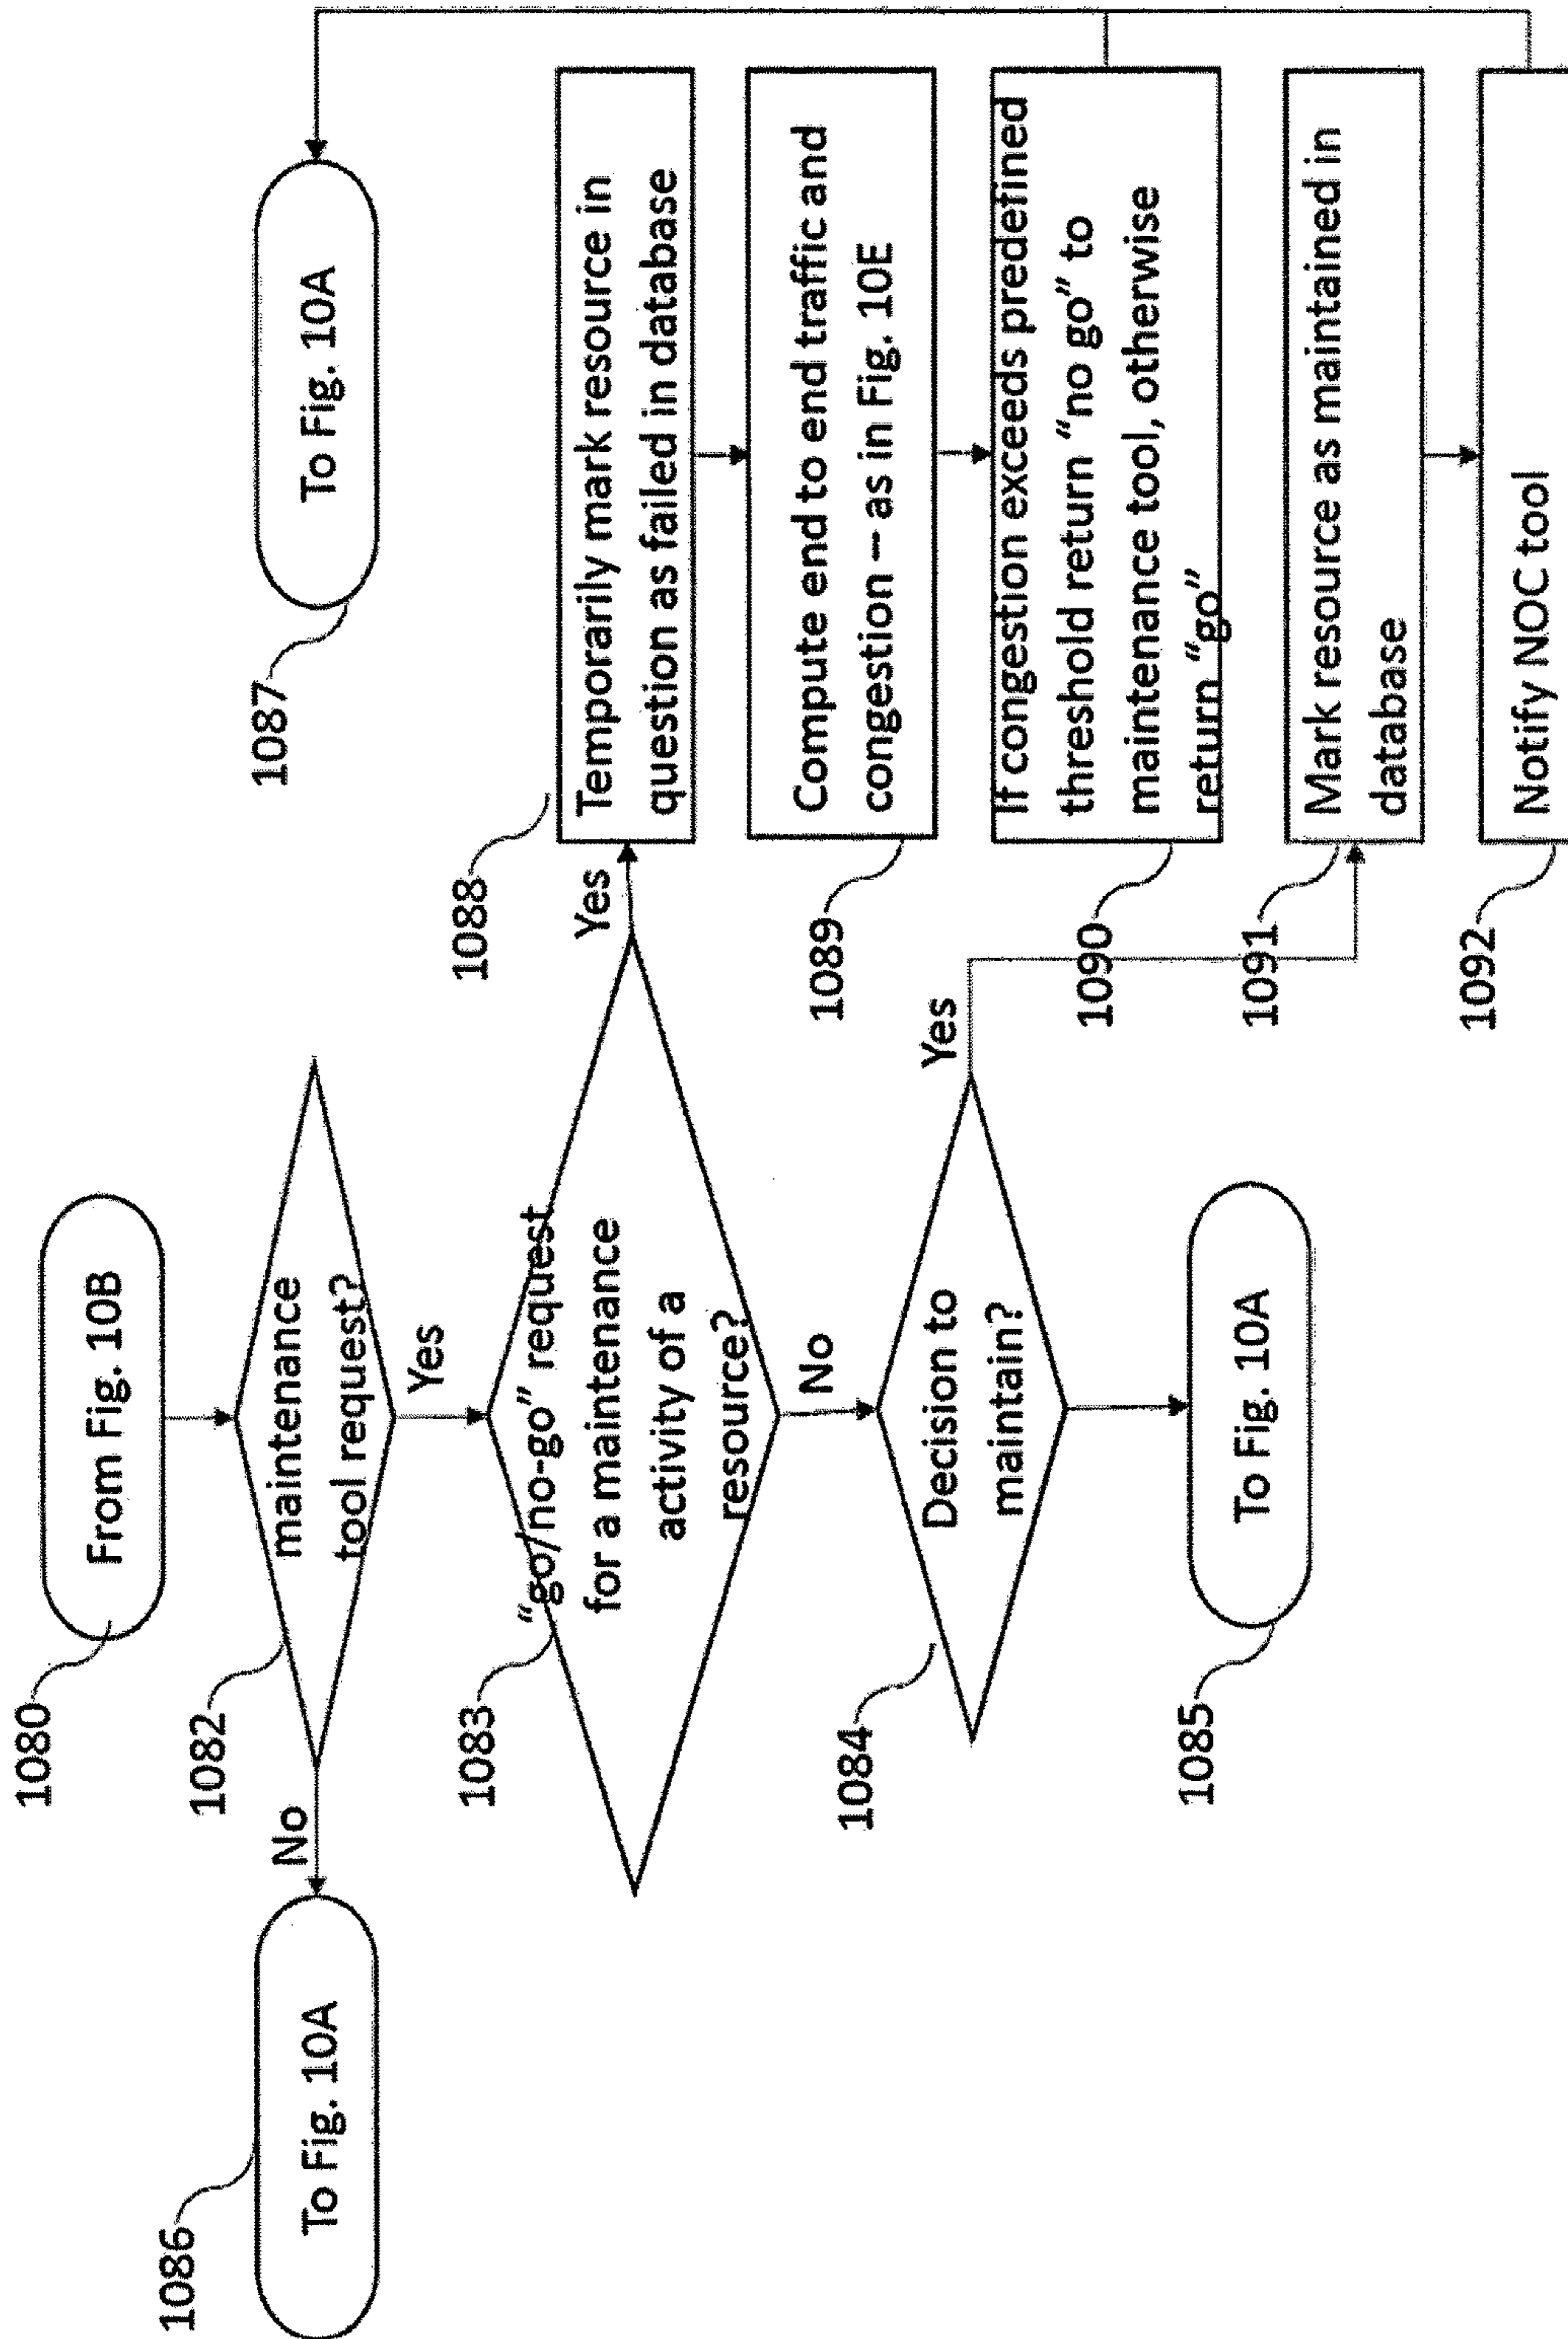 1080
From Fig. 10B
1082
maintenance
tool request?
No
1086
To Fig. 10A
Yes
1083
“go/no-go” request
for a maintenance
activity of a
resource?
No
1084
Decision to
maintain?
Yes
1085
To Fig. 10A
1087
To Fig. 10A
Yes
1088
Temporarily mark resource in
question as failed in database
1089
Compute end to end traffic and
congestion – as in Fig. 10E
1090
If congestion exceeds predefined
threshold return “no go” to
maintenance tool, otherwise
return “go”
1091
Mark resource as maintained in
database
1092
Notify NOC tool